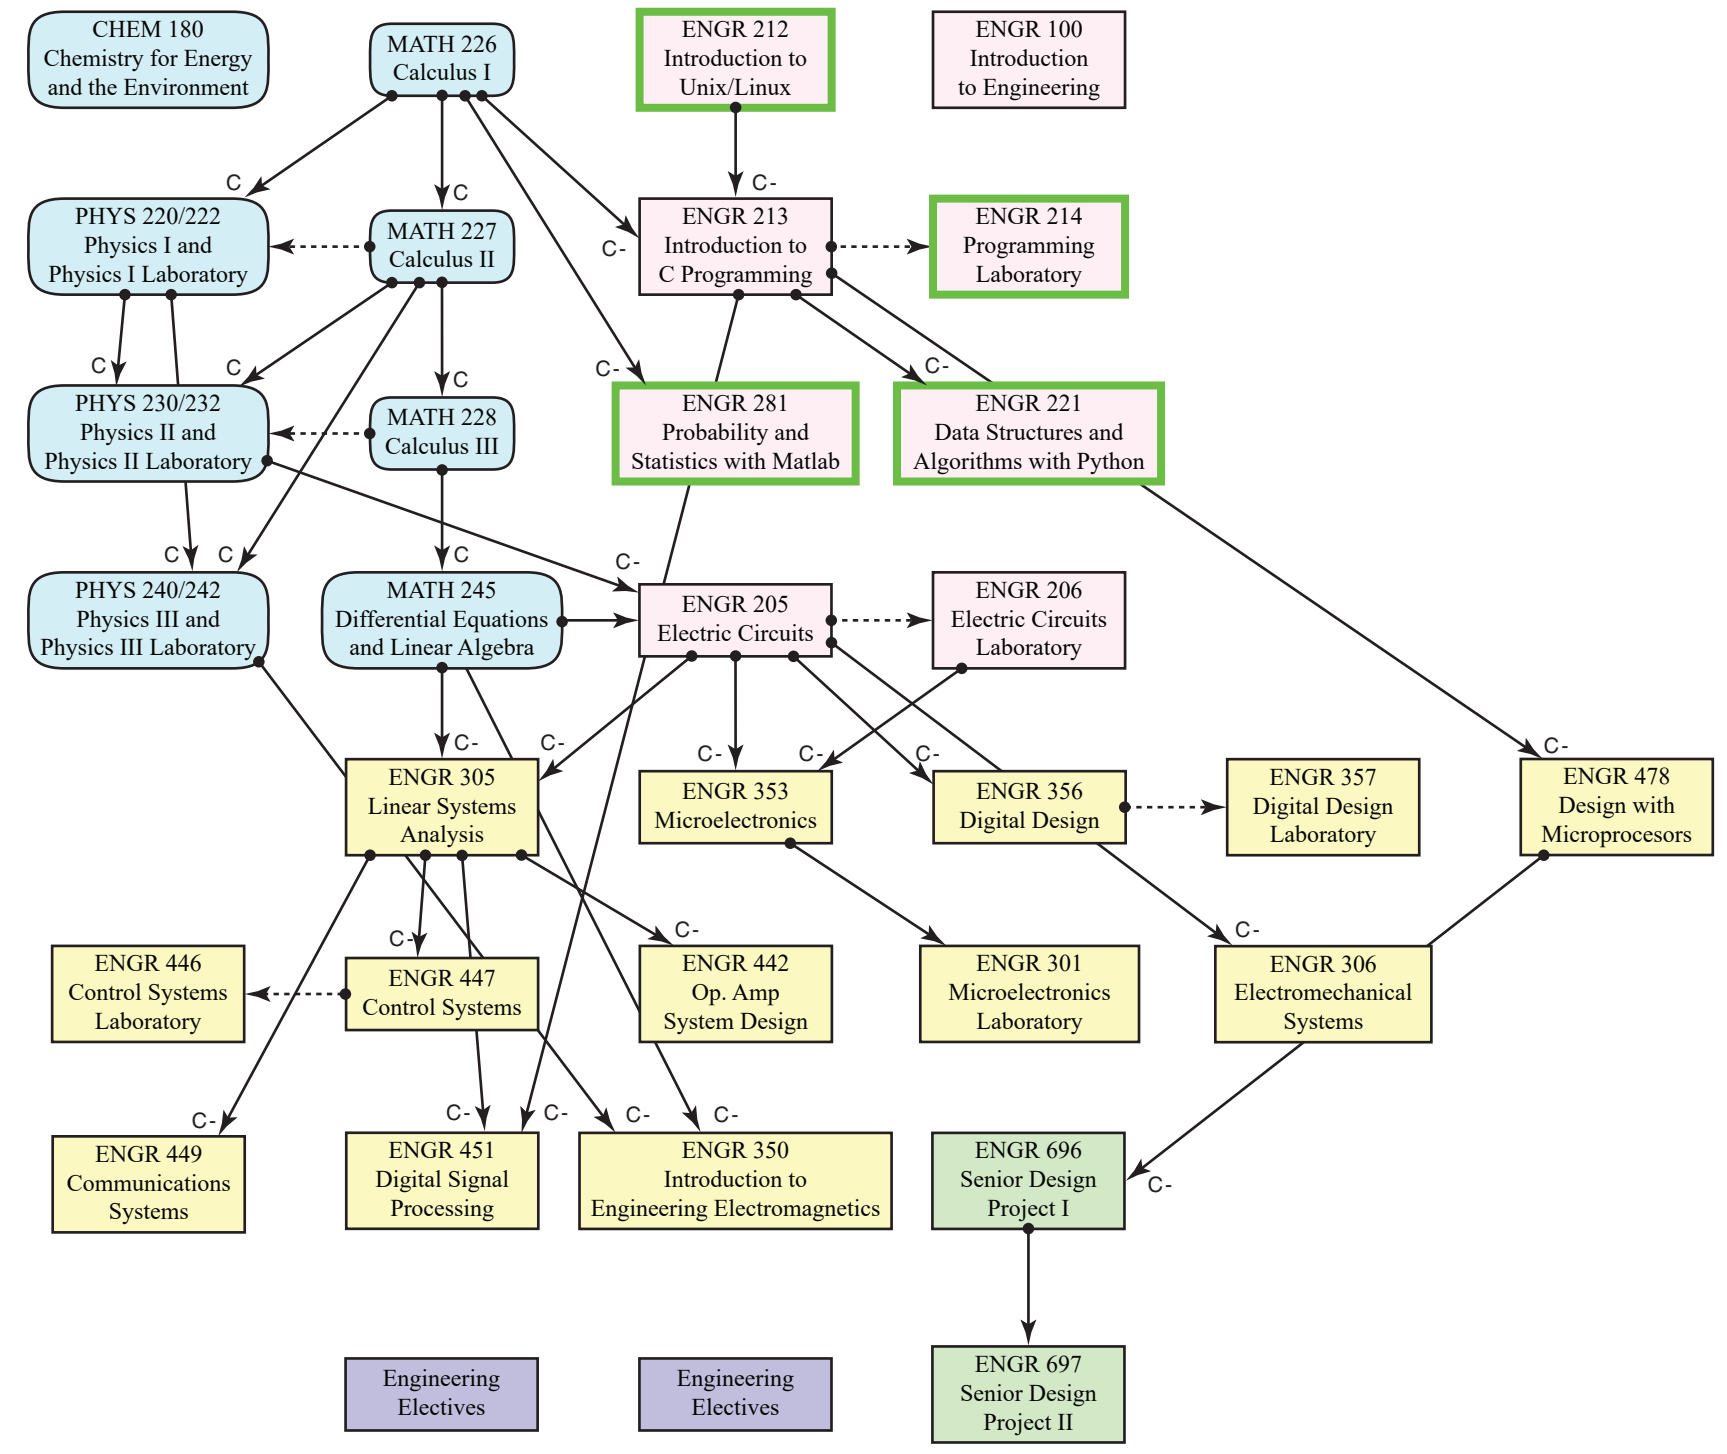 CHEM 180
Chemistry for Energy
and the Environment
MATH 226
Calculus I
ENGR 212
Introduction to
Unix/Linux
ENGR 100
Introduction
to Engineering
C
C
C-
C-
PHYS 220/222
Physics I and
Physics I Laboratory
MATH 227
Calculus II
ENGR 213
Introduction to
C Programming
ENGR 214
Programming
Laboratory
C
C
C
C-
C-
PHYS 230/232
Physics II and
Physics II Laboratory
MATH 228
Calculus III
ENGR 281
Probability and
Statistics with Matlab
ENGR 221
Data Structures and
Algorithms with Python
C
C
C
C-
PHYS 240/242
Physics III and
Physics III Laboratory
MATH 245
Differential Equations
and Linear Algebra
ENGR 205
Electric Circuits
ENGR 206
Electric Circuits
Laboratory
C-
C-
C-
C-
C-
C-
ENGR 305
Linear Systems
Analysis
ENGR 353
Microelectronics
ENGR 356
Digital Design
ENGR 357
Digital Design
Laboratory
ENGR 478
Design with
Microprocesors
C-
C-
C-
ENGR 446
Control Systems
Laboratory
ENGR 447
Control Systems
ENGR 442
Op. Amp
System Design
ENGR 301
Microelectronics
Laboratory
ENGR 306
Electromechanical
Systems
C-
C-
C-
C-
C-
C-
ENGR 449
Communications
Systems
ENGR 451
Digital Signal
Processing
ENGR 350
Introduction to
Engineering Electromagnetics
ENGR 696
Senior Design
Project I
Engineering
Electives
Engineering
Electives
ENGR 697
Senior Design
Project II